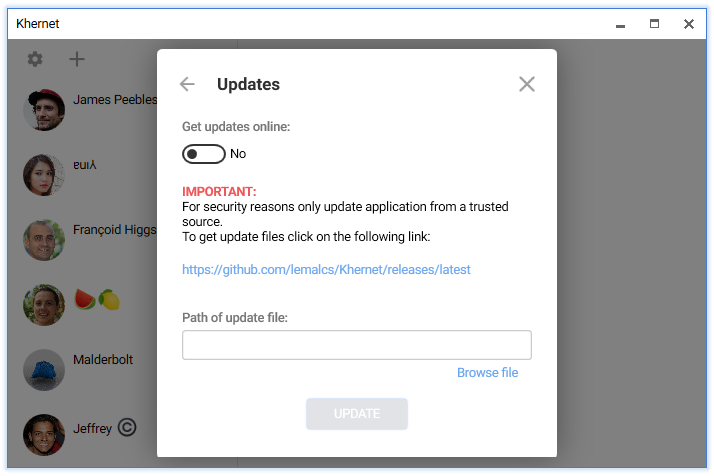 Khernet
Updates
James Peebles
Get updates online:
No
ɐuıʎ
IMPORTANT:
For security reasons only update application from a trusted
source.
Françoid Higgs
To get update files click on the following link:
https://github.com/lemalcs/Khernet/releases/latest
🍉🍋
Path of update file:
Malderbolt
Browse file
UPDATE
Jeffrey ©